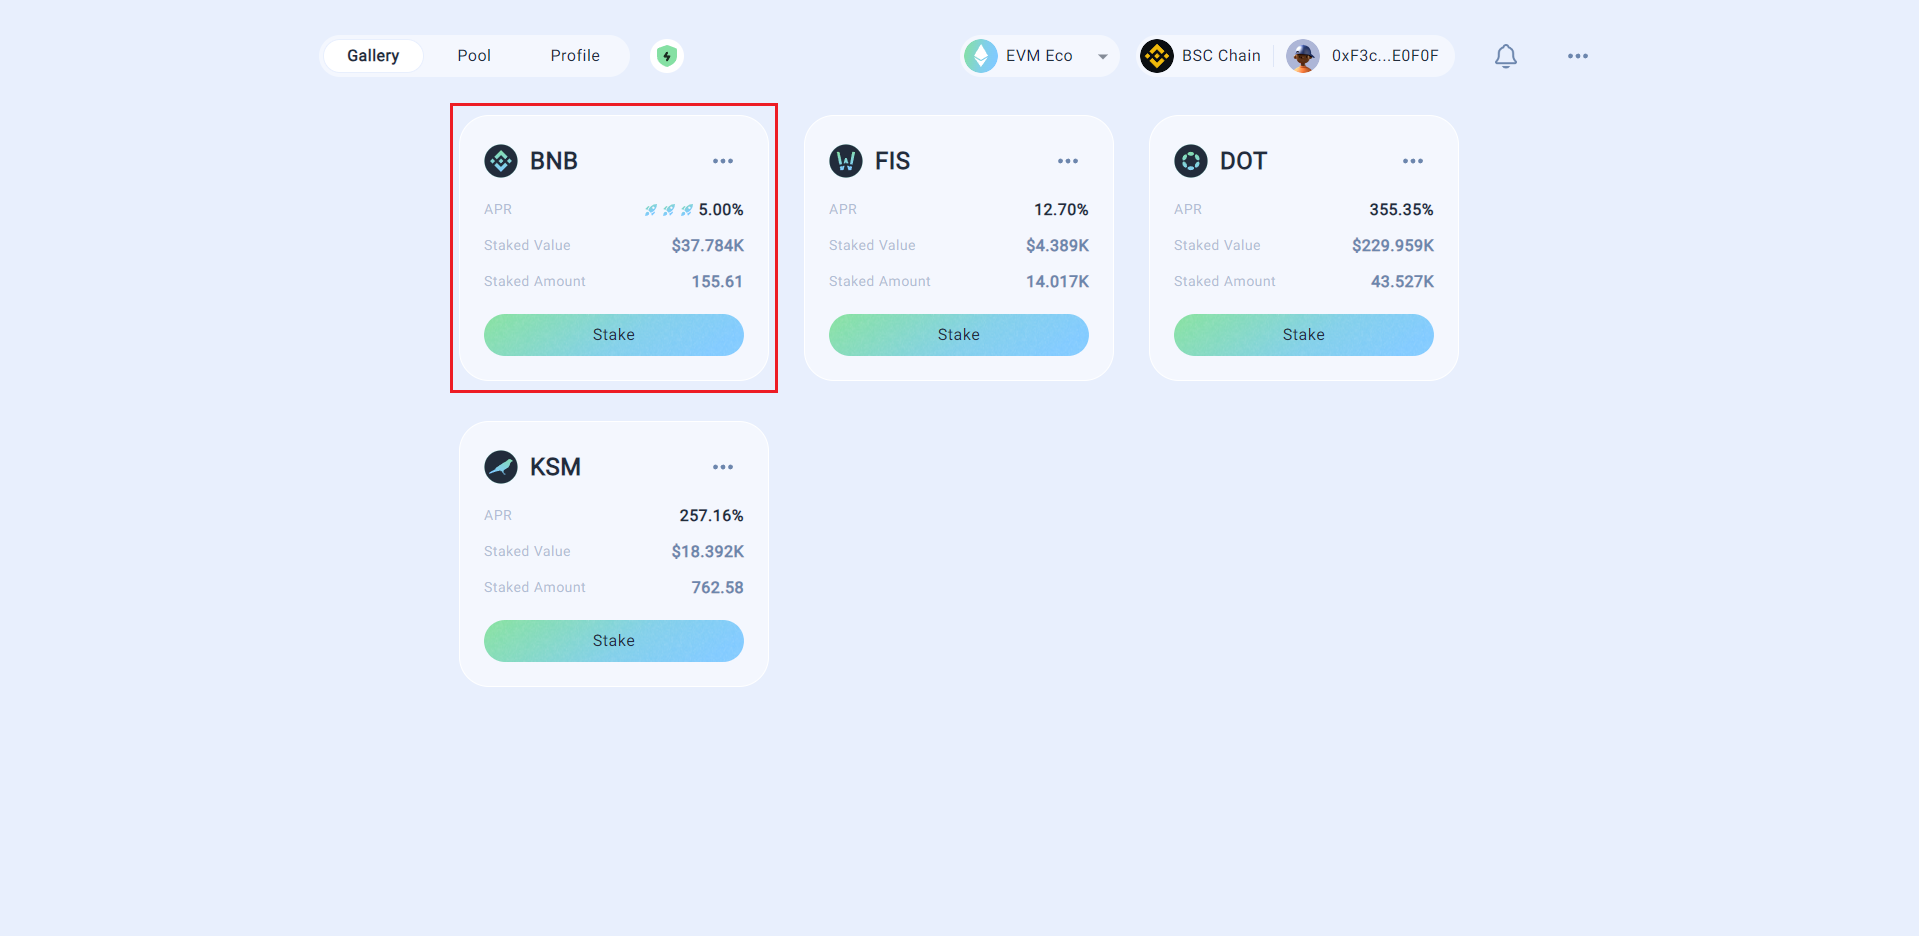 Gallery Pool Profile EVM Eco BSC Chain 0xF3c...E0F0F
BNB
APR 5.00%
Staked Value $37.784K
Staked Amount 155.61
Stake
FIS
APR 12.70%
Staked Value $4.389K
Staked Amount 14.017K
Stake
DOT
APR 355.35%
Staked Value $229.959K
Staked Amount 43.527K
Stake
KSM
APR 257.16%
Staked Value $18.392K
Staked Amount 762.58
Stake